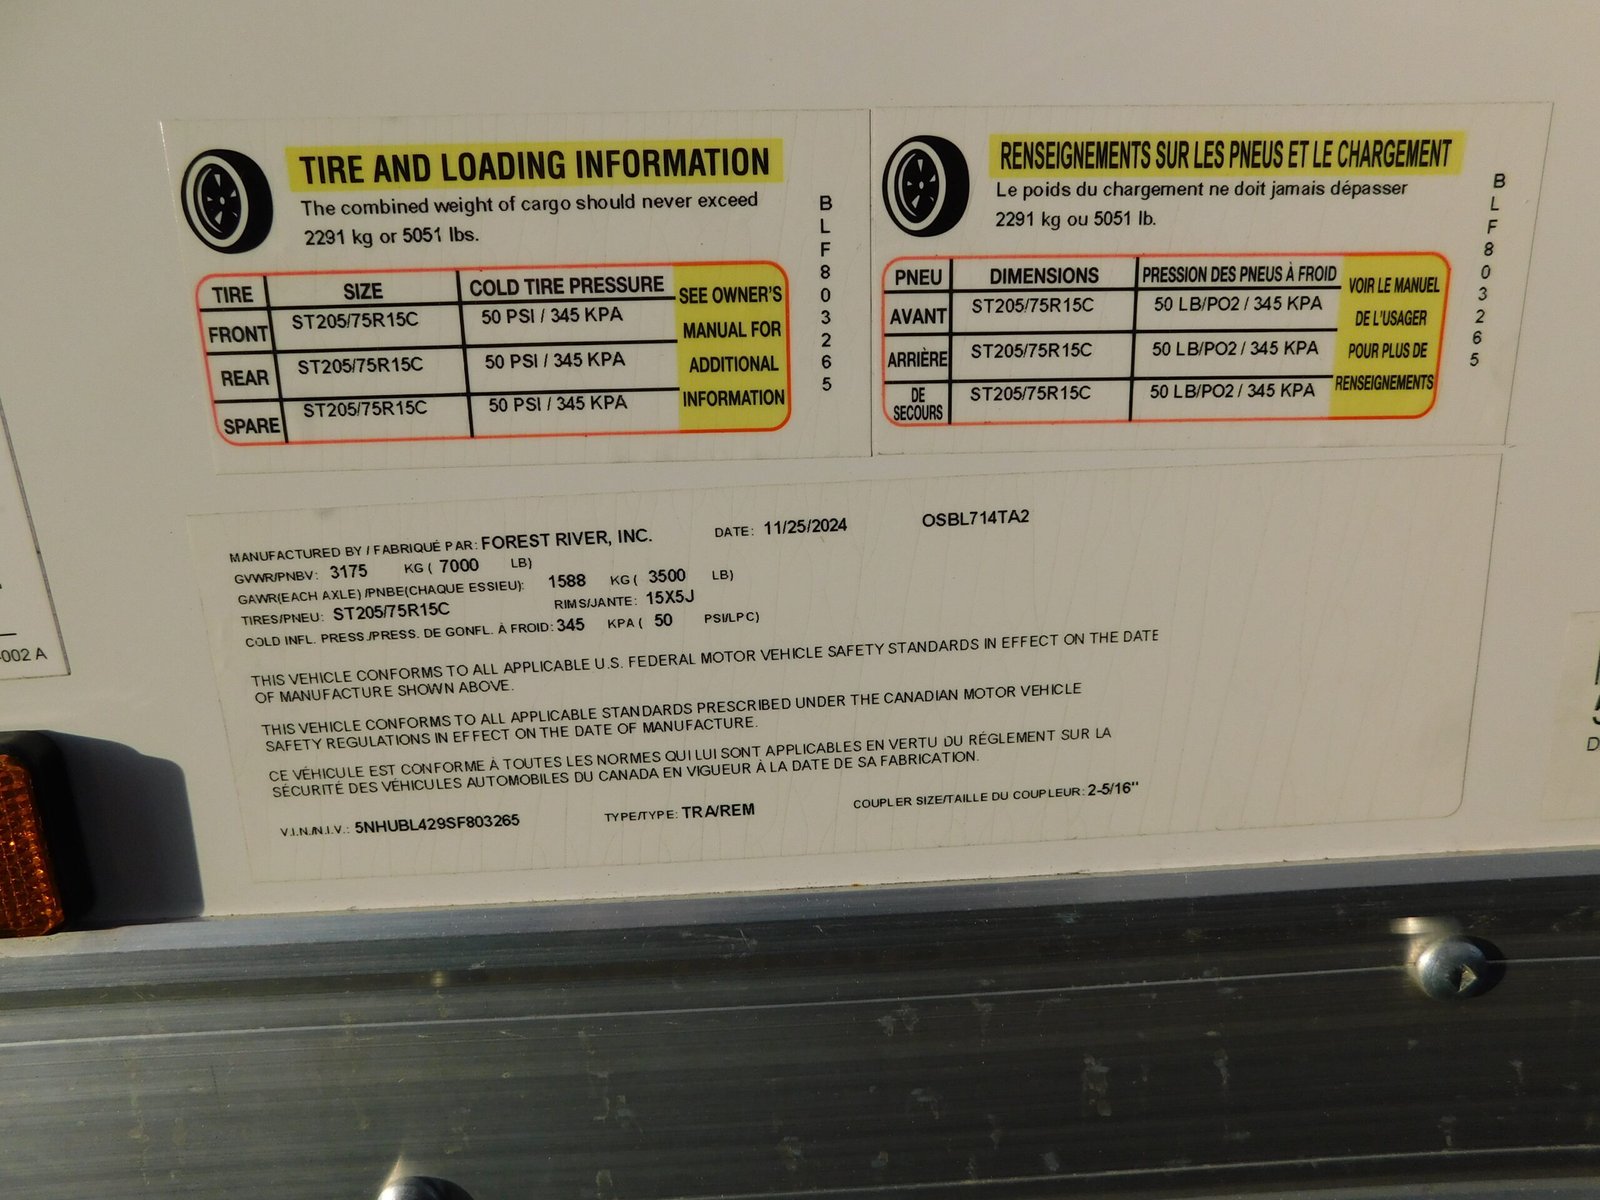 TIRE AND LOADING INFORMATION
The combined weight of cargo should never exceed
2291 kg or 5051 lbs.
TIRE SIZE COLD TIRE PRESSURE
FRONT ST205/75R15C 50 PSI / 345 KPA
REAR ST205/75R15C 50 PSI / 345 KPA
SPARE ST205/75R15C 50 PSI / 345 KPA
SEE OWNER'S
MANUAL FOR
ADDITIONAL
INFORMATION
BLF803265
RENSEIGNEMENTS SUR LES PNEUS ET LE CHARGEMENT
Le poids du chargement ne doit jamais dépasser
2291 kg ou 5051 lb.
PNEU DIMENSIONS PRESSION DES PNEUS À FROID
AVANT ST205/75R15C 50 LB/PO2 / 345 KPA
ARRIÈRE ST205/75R15C 50 LB/PO2 / 345 KPA
DE
SECOURS ST205/75R15C 50 LB/PO2 / 345 KPA
VOIR LE MANUEL
DE L'USAGER
POUR PLUS DE
RENSEIGNEMENTS
BLF803265
MANUFACTURED BY / FABRIQUÉ PAR: FOREST RIVER, INC. DATE: 11/25/2024 OSBL714TA2
GVWR/PNBV: 3175 KG ( 7000 LB)
GAWR(EACH AXLE) /PNBE(CHAQUE ESSIEU): 1588 KG ( 3500 LB)
TIRES/PNEU: ST205/75R15C RIMS/JANTE: 15X5J
COLD INFL. PRESS./PRESS. DE GONFL. À FROID: 345 KPA ( 50 PSI/LPC)
THIS VEHICLE CONFORMS TO ALL APPLICABLE U.S. FEDERAL MOTOR VEHICLE SAFETY STANDARDS IN EFFECT ON THE DATE
OF MANUFACTURE SHOWN ABOVE.
THIS VEHICLE CONFORMS TO ALL APPLICABLE STANDARDS PRESCRIBED UNDER THE CANADIAN MOTOR VEHICLE
SAFETY REGULATIONS IN EFFECT ON THE DATE OF MANUFACTURE.
CE VÉHICULE EST CONFORME À TOUTES LES NORMES QUI LUI SONT APPLICABLES EN VERTU DU RÉGLEMENT SUR LA
SÉCURITÉ DES VÉHICULES AUTOMOBILES DU CANADA EN VIGUEUR À LA DATE DE SA FABRICATION.
V.I.N./N.I.V.: 5NHUBL429SF803265 TYPE/TYPE: TRA/REM COUPLER SIZE/TAILLE DU COUPLEUR: 2-5/16"
-002 A